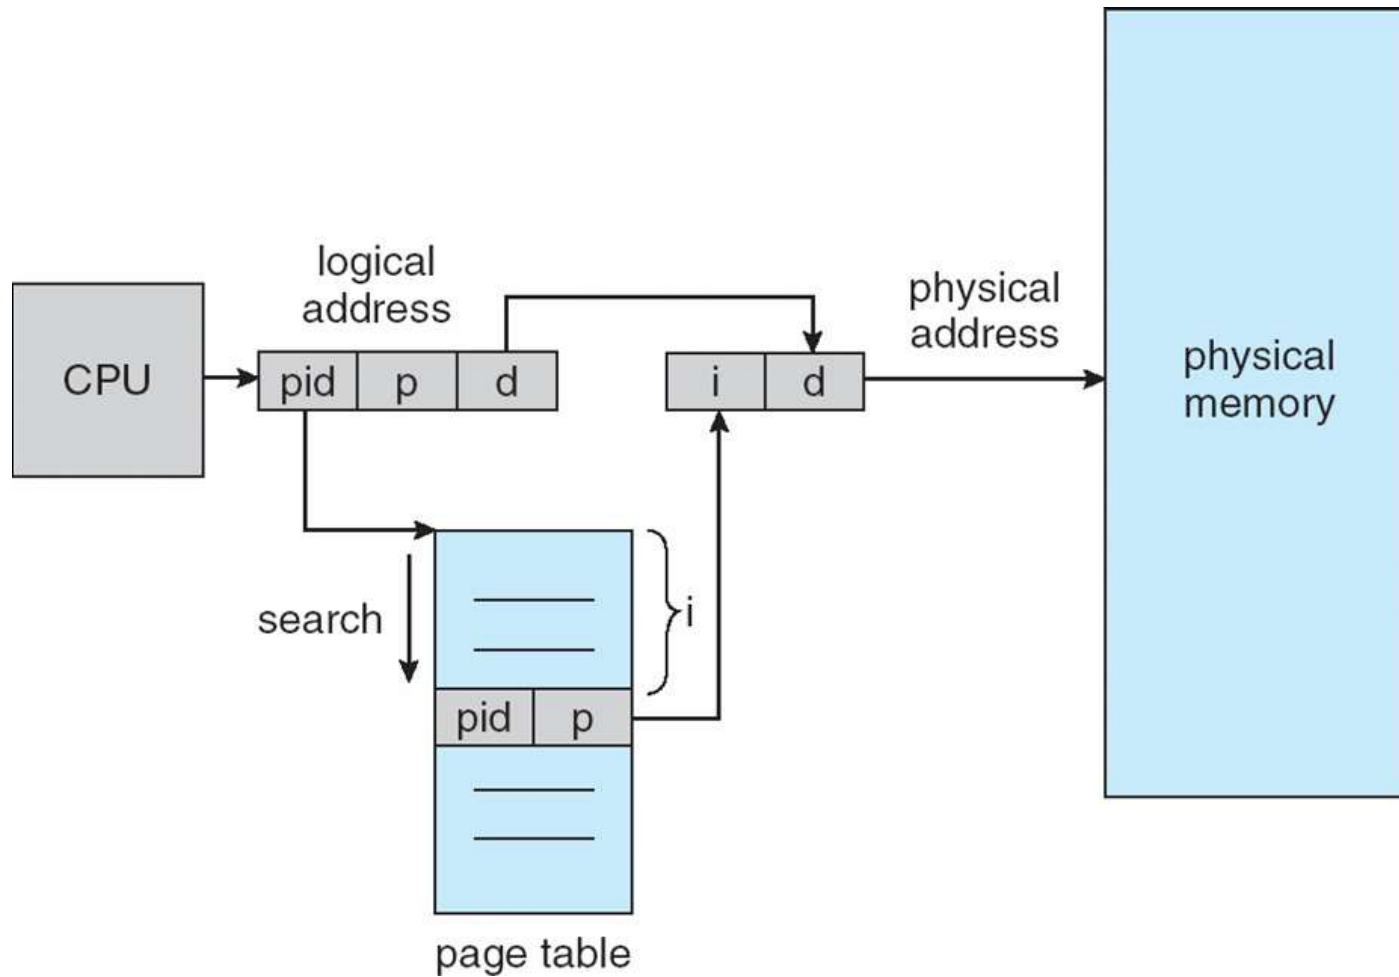 logical
address
physical
address
CPU
pid p d
i d
physical
memory
search
i
pid p
page table